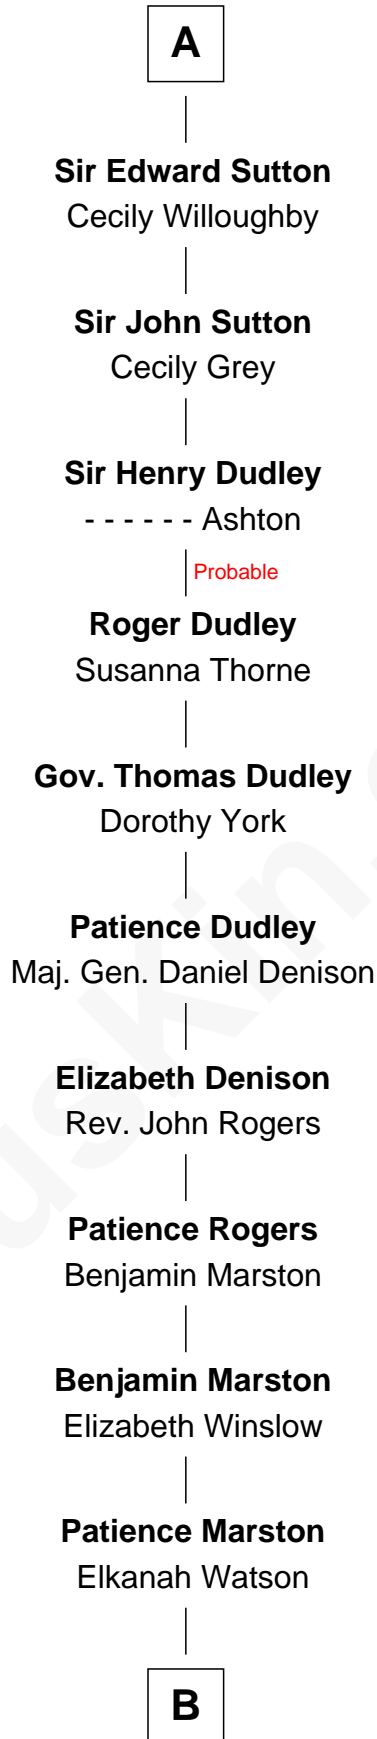 A
Sir Edward Sutton
Cecily Willoughby
Sir John Sutton
Cecily Grey
Sir Henry Dudley
- - - - - - Ashton
Probable
Roger Dudley
Susanna Thorne
Gov. Thomas Dudley
Dorothy York
Patience Dudley
Maj. Gen. Daniel Denison
Elizabeth Denison
Rev. John Rogers
Patience Rogers
Benjamin Marston
Benjamin Marston
Elizabeth Winslow
Patience Marston
Elkanah Watson
B